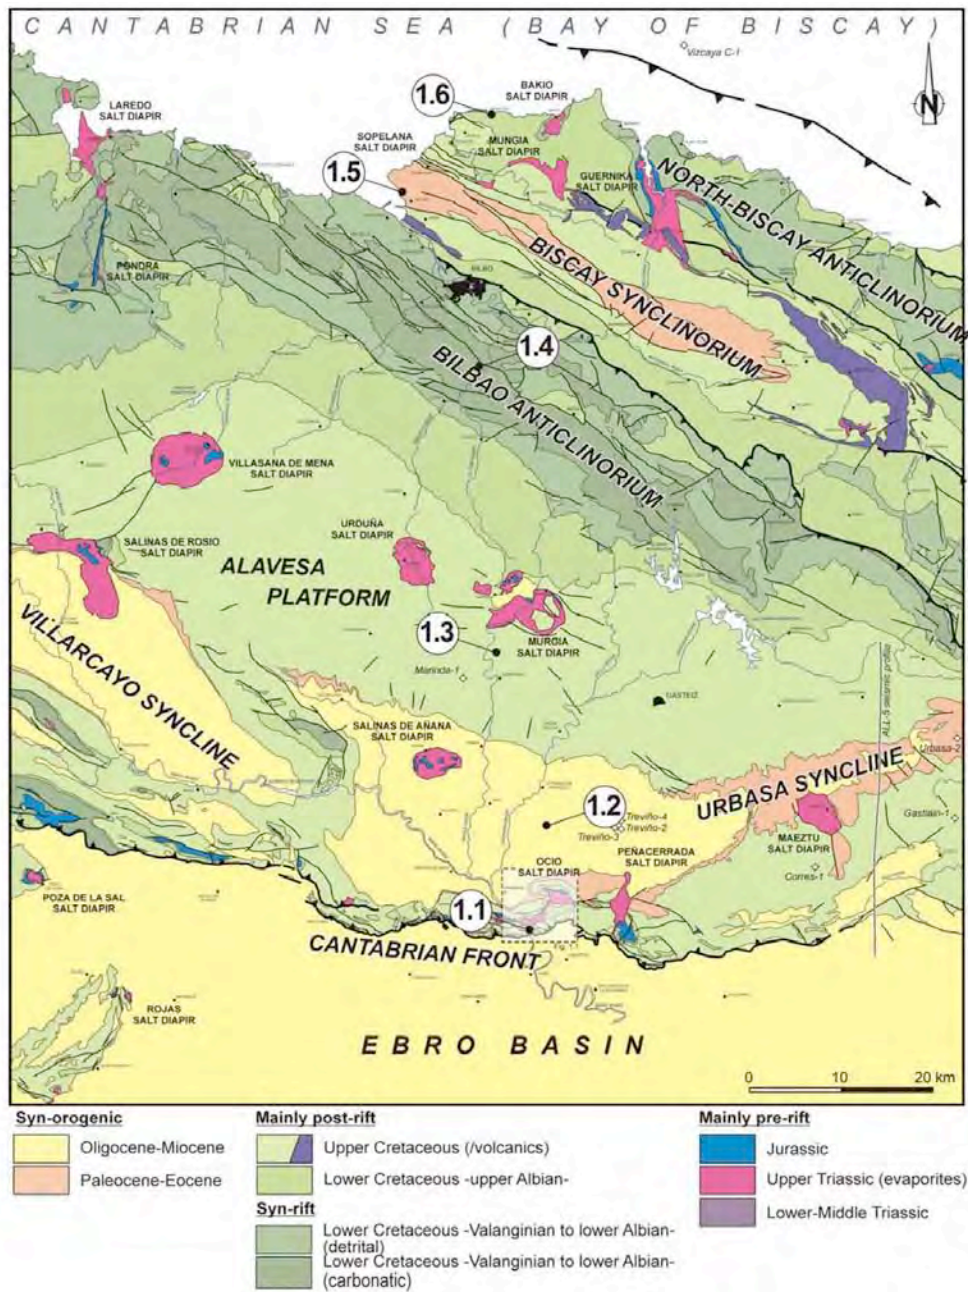 CANTABRIAN SEA (BAY OF BISCAY)
Vizcaya C-1
N
BAKIO
SALT DIAPIR
1.6
LAREDO
SALT DIAPIR
SOPELANA
SALT DIAPIR
MUNGIA
SALT DIAPIR
1.5
GUERNIKA
SALT DIAPIR
NORTH-BISCAY ANTICLINORIUM
BISCAY SYNCLINORIUM
PONDRA
SALT DIAPIR
BILBO
1.4
BILBAO ANTICLINORIUM
VILLASANA DE MENA
SALT DIAPIR
URDUÑA
SALT DIAPIR
SALINAS DE ROSIO
SALT DIAPIR
ALAVESA
PLATFORM
1.3
MURGIA
SALT DIAPIR
Marinda-1
GASTEIZ
ALL-5 seismic profile
VILLARCAYO SYNCLINE
SALINAS DE AÑANA
SALT DIAPIR
Urbasa-2
URBASA SYNCLINE
1.2
Treviño-4
Treviño-2
Treviño-3
MAEZTU
SALT DIAPIR
Gastiain-1
PEÑACERRADA
SALT DIAPIR
OCIO
SALT DIAPIR
Corres-1
POZA DE LA SAL
SALT DIAPIR
1.1
Fig. 1.1
CANTABRIAN FRONT
ROJAS
SALT DIAPIR
EBRO BASIN
0 10 20 km
Syn-orogenic
Oligocene-Miocene
Paleocene-Eocene
Mainly post-rift
Upper Cretaceous (/volcanics)
Lower Cretaceous -upper Albian-
Syn-rift
Lower Cretaceous -Valanginian to lower Albian-
(detrital)
Lower Cretaceous -Valanginian to lower Albian-
(carbonatic)
Mainly pre-rift
Jurassic
Upper Triassic (evaporites)
Lower-Middle Triassic